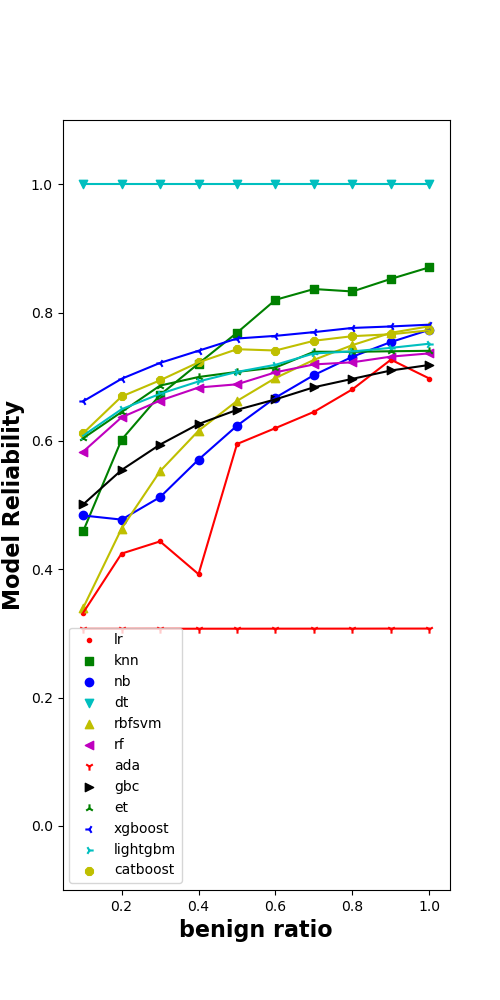 Model Reliability
1.0
0.8
0.6
0.4
0.2
0.0
lr
knn
nb
dt
rbfsvm
rf
ada
gbc
et
xgboost
lightgbm
catboost
0.2 0.4 0.6 0.8 1.0
benign ratio